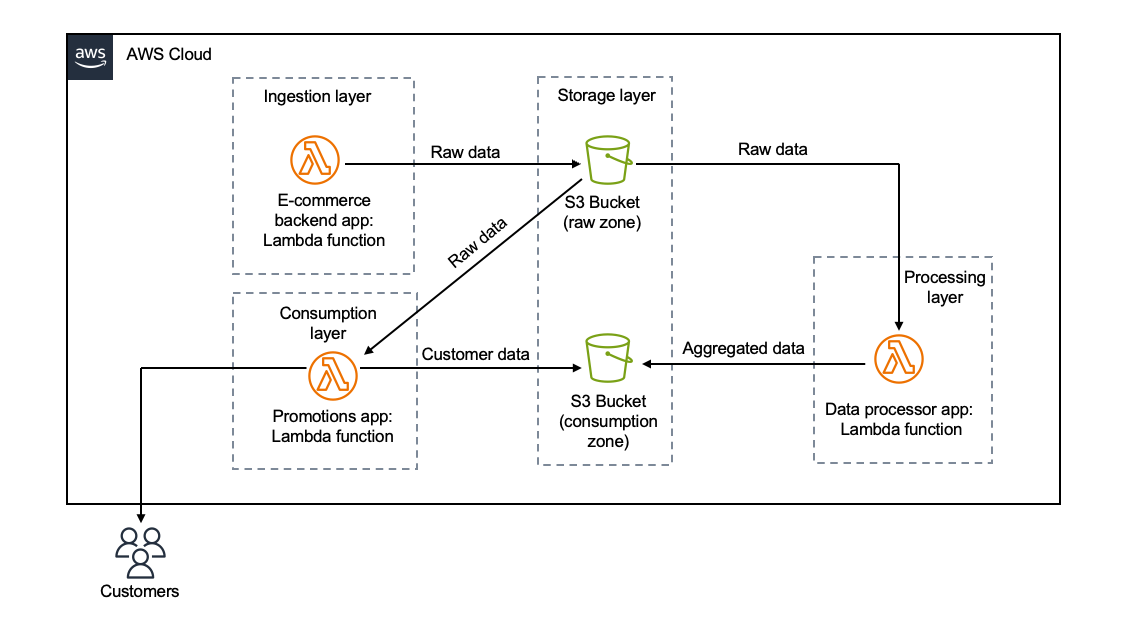 aws
AWS Cloud
Ingestion layer
E-commerce
backend app:
Lambda function
Raw data
Storage layer
S3 Bucket
(raw zone)
Raw data
Raw data
Consumption
layer
Promotions app:
Lambda function
Customer data
S3 Bucket
(consumption
zone)
Aggregated data
Processing
layer
Data processor app:
Lambda function
Customers